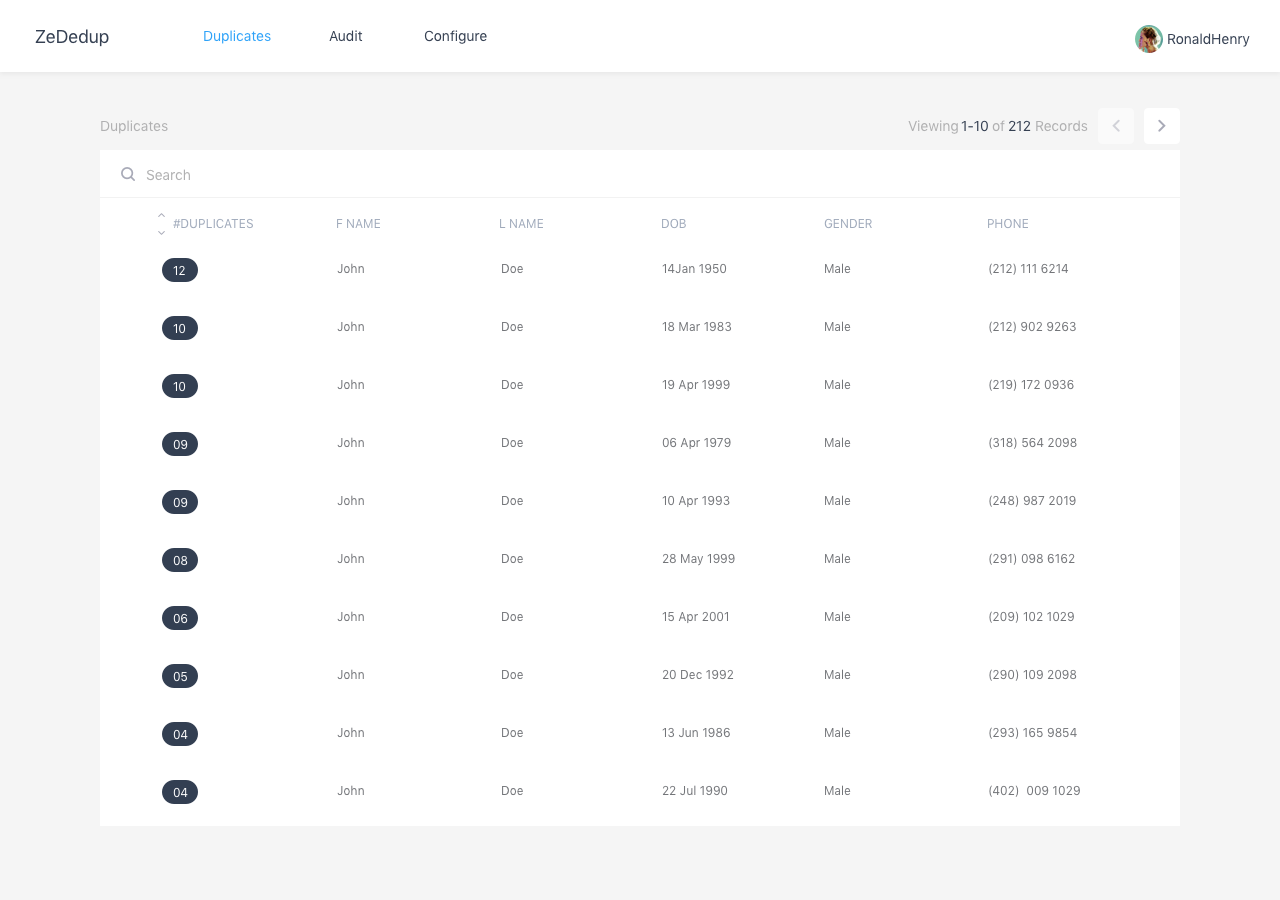 ZeDedup Duplicates Audit Configure RonaldHenry
Duplicates Viewing 1-10 of 212 Records
Search
#DUPLICATES F NAME L NAME DOB GENDER PHONE
12 John Doe 14Jan 1950 Male (212) 111 6214
10 John Doe 18 Mar 1983 Male (212) 902 9263
10 John Doe 19 Apr 1999 Male (219) 172 0936
09 John Doe 06 Apr 1979 Male (318) 564 2098
09 John Doe 10 Apr 1993 Male (248) 987 2019
08 John Doe 28 May 1999 Male (291) 098 6162
06 John Doe 15 Apr 2001 Male (209) 102 1029
05 John Doe 20 Dec 1992 Male (290) 109 2098
04 John Doe 13 Jun 1986 Male (293) 165 9854
04 John Doe 22 Jul 1990 Male (402)  009 1029